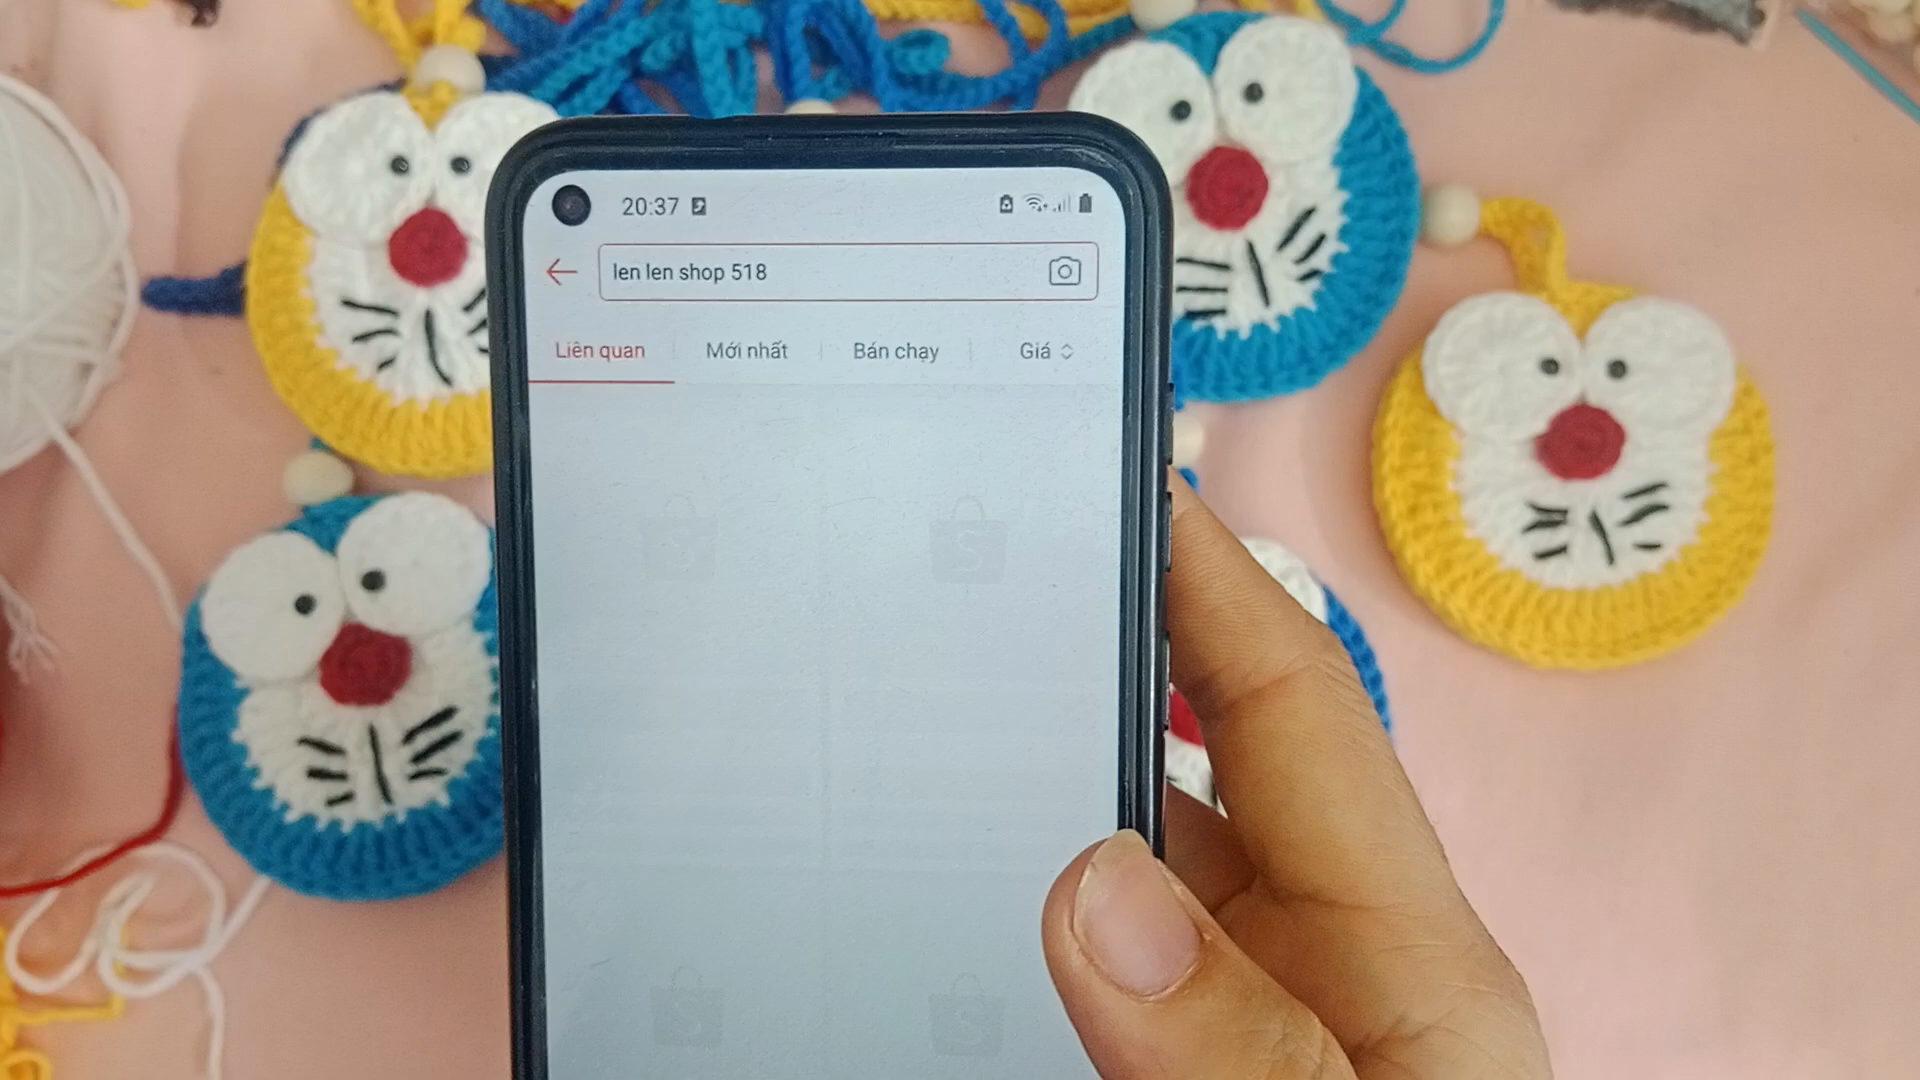 20:37
len len shop 518
Liên quan
Mới nhất
Bán chạy
Giá
S
S
S
S